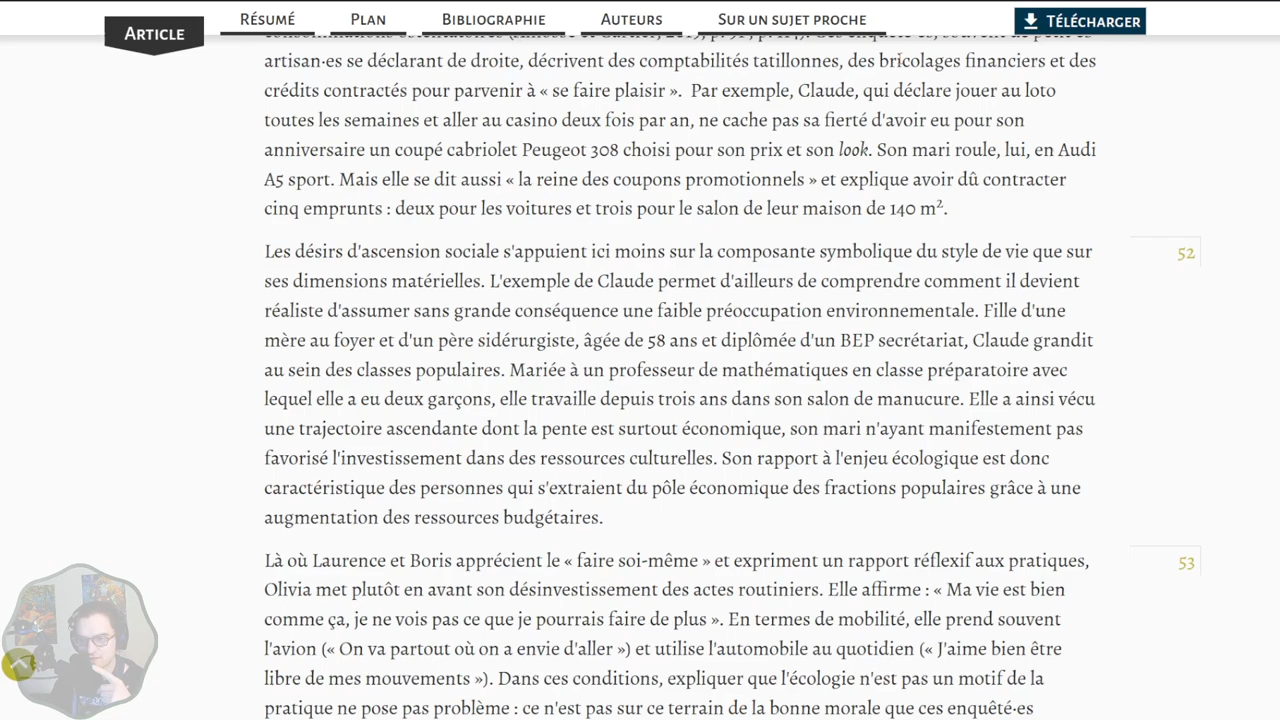 ARTICLE
RÉSUMÉ
PLAN
BIBLIOGRAPHIE
AUTEURS
SUR UN SUJET PROCHE
TÉLÉCHARGER
artisan·es se déclarant de droite, décrivent des comptabilités tatillonnes, des bricolages financiers et des
crédits contractés pour parvenir à « se faire plaisir ». Par exemple, Claude, qui déclare jouer au loto
toutes les semaines et aller au casino deux fois par an, ne cache pas sa fierté d'avoir eu pour son
anniversaire un coupé cabriolet Peugeot 308 choisi pour son prix et son look. Son mari roule, lui, en Audi
A5 sport. Mais elle se dit aussi « la reine des coupons promotionnels » et explique avoir dû contracter
cinq emprunts : deux pour les voitures et trois pour le salon de leur maison de 140 m².
Les désirs d'ascension sociale s'appuient ici moins sur la composante symbolique du style de vie que sur
52
ses dimensions matérielles. L'exemple de Claude permet d'ailleurs de comprendre comment il devient
réaliste d'assumer sans grande conséquence une faible préoccupation environnementale. Fille d'une
mère au foyer et d'un père sidérurgiste, âgée de 58 ans et diplômée d'un BEP secrétariat, Claude grandit
au sein des classes populaires. Mariée à un professeur de mathématiques en classe préparatoire avec
lequel elle a eu deux garçons, elle travaille depuis trois ans dans son salon de manucure. Elle a ainsi vécu
une trajectoire ascendante dont la pente est surtout économique, son mari n'ayant manifestement pas
favorisé l'investissement dans des ressources culturelles. Son rapport à l'enjeu écologique est donc
caractéristique des personnes qui s'extraient du pôle économique des fractions populaires grâce à une
augmentation des ressources budgétaires.
Là où Laurence et Boris apprécient le « faire soi-même » et expriment un rapport réflexif aux pratiques,
53
Olivia met plutôt en avant son désinvestissement des actes routiniers. Elle affirme : « Ma vie est bien
comme ça, je ne vois pas ce que je pourrais faire de plus ». En termes de mobilité, elle prend souvent
l'avion (« On va partout où on a envie d'aller ») et utilise l'automobile au quotidien (« J'aime bien être
libre de mes mouvements »). Dans ces conditions, expliquer que l'écologie n'est pas un motif de la
pratique ne pose pas problème : ce n'est pas sur ce terrain de la bonne morale que ces enquêté·es